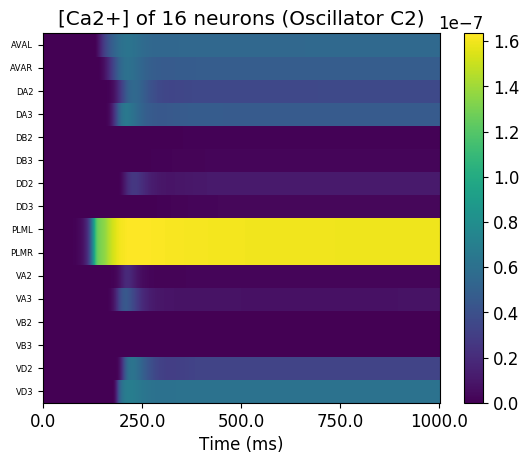 [Ca2+] of 16 neurons (Oscillator C2)
1e−7
AVAL
AVAR
DA2
DA3
DB2
DB3
DD2
DD3
PLML
PLMR
VA2
VA3
VB2
VB3
VD2
VD3
0.0 250.0 500.0 750.0 1000.0
Time (ms)
1.6
1.4
1.2
1.0
0.8
0.6
0.4
0.2
0.0